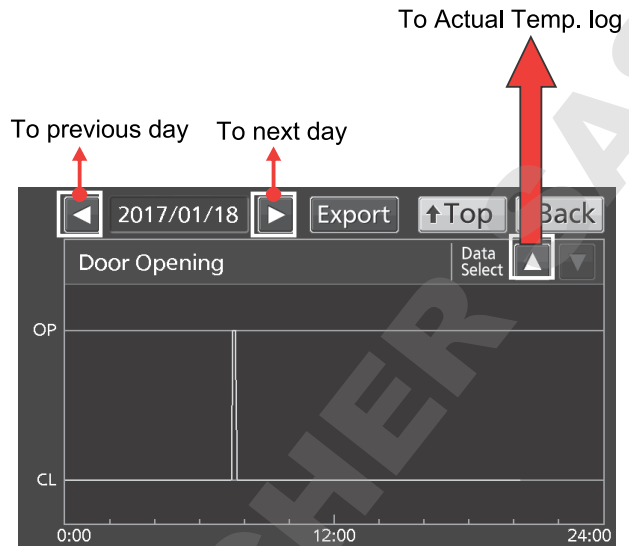 To Actual Temp. log
To previous day
To next day
2017/01/18
Export
Top
Back
Door Opening
Data
Select
OP
CL
0:00
12:00
24:00